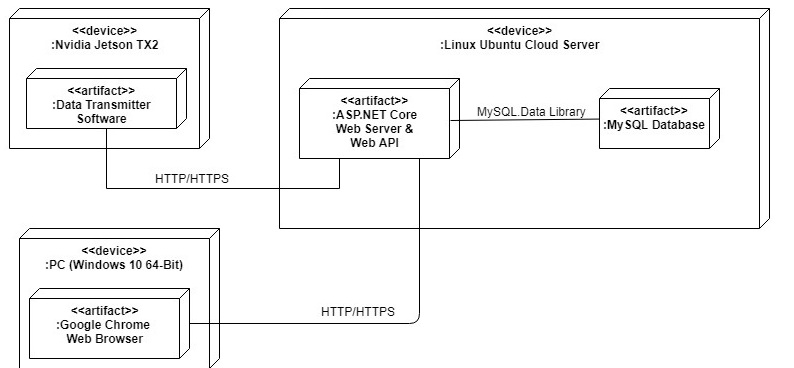 <<device>>
:Nvidia Jetson TX2
<<artifact>>
:Data Transmitter
Software
<<device>>
:Linux Ubuntu Cloud Server
<<artifact>>
:ASP.NET Core
Web Server &
Web API
MySQL.Data Library
<<artifact>>
:MySQL Database
HTTP/HTTPS
<<device>>
:PC (Windows 10 64-Bit)
<<artifact>>
:Google Chrome
Web Browser
HTTP/HTTPS